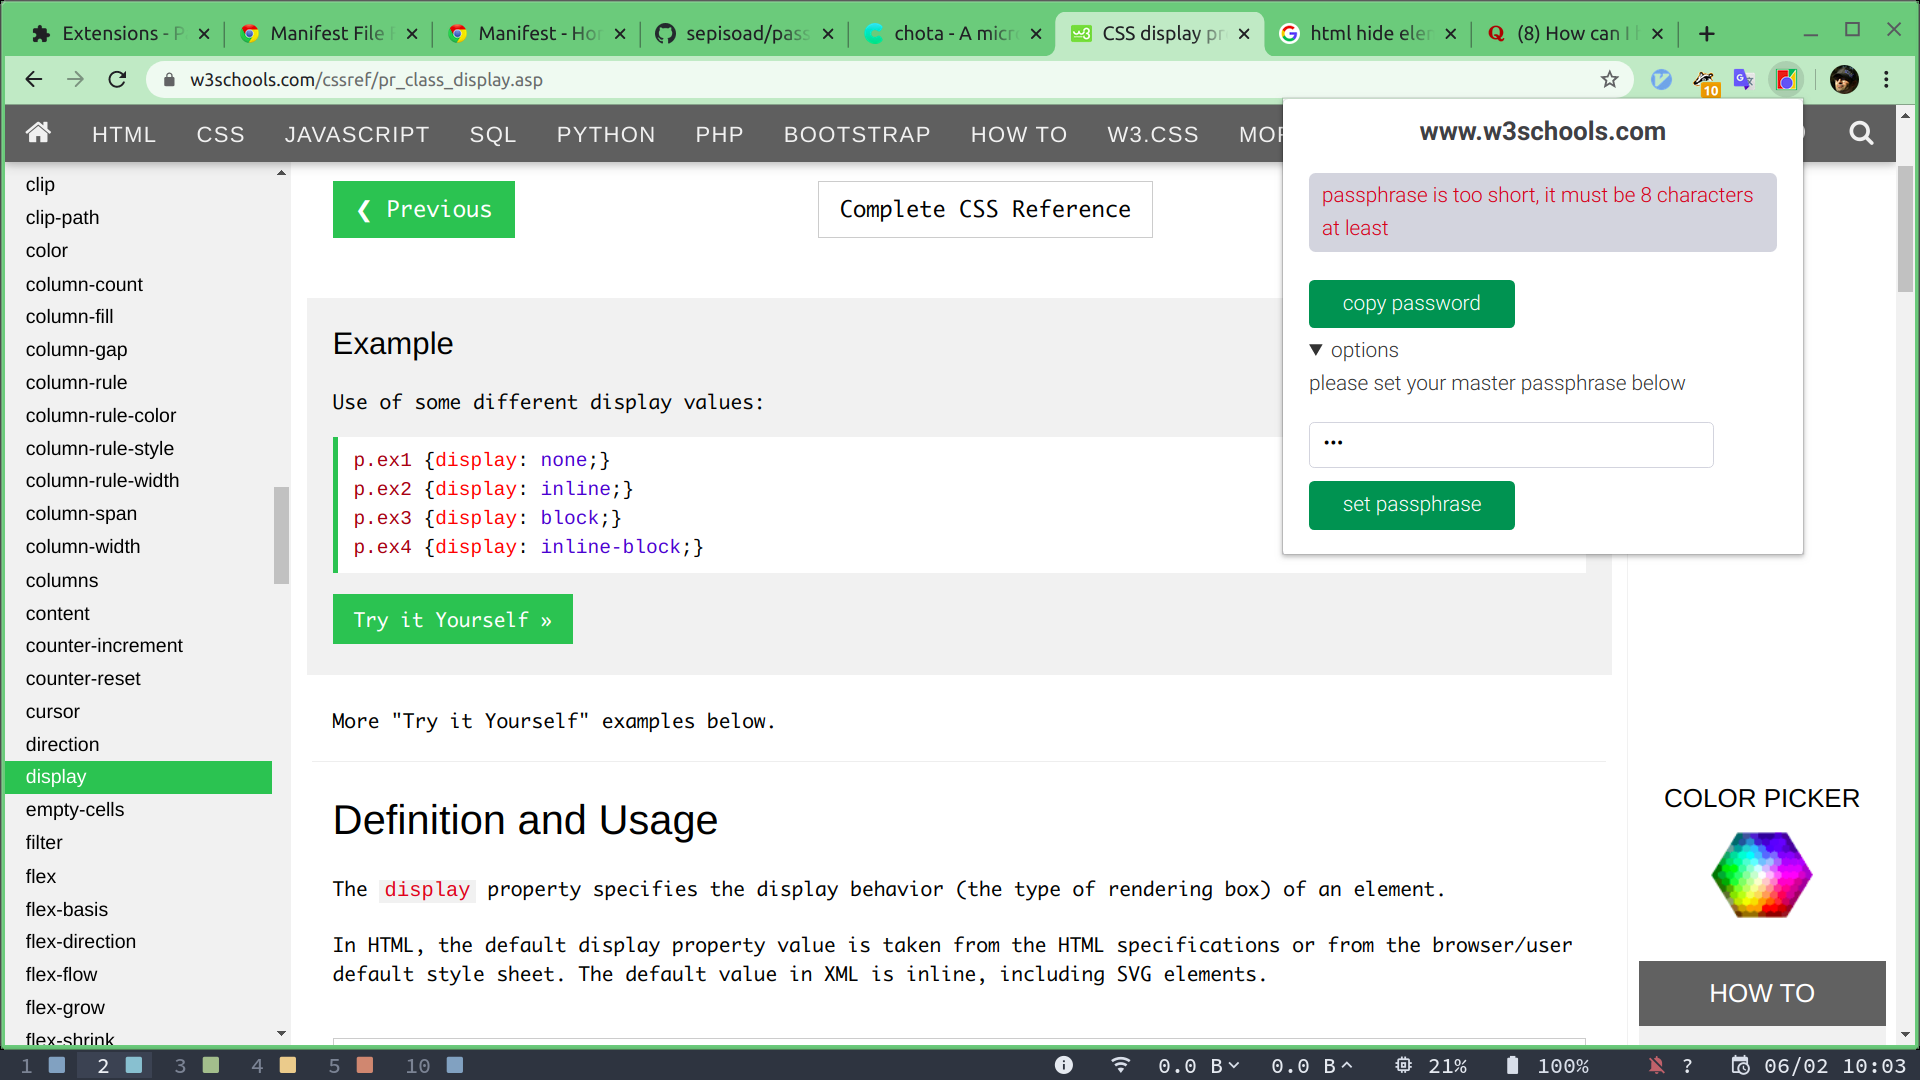 Extensions - P
Manifest File
Manifest - Ho
sepisoad/pass
chota - A micr
CSS display pr
html hide eler
(8) How can I
w3schools.com/cssref/pr_class_display.asp
10
HTML
CSS
JAVASCRIPT
SQL
PYTHON
PHP
BOOTSTRAP
HOW TO
W3.CSS
MOR
clip
clip-path
color
column-count
column-fill
column-gap
column-rule
column-rule-color
column-rule-style
column-rule-width
column-span
column-width
columns
content
counter-increment
counter-reset
cursor
direction
display
empty-cells
filter
flex
flex-basis
flex-direction
flex-flow
flex-grow
flex-shrink
❮ Previous
Complete CSS Reference
Example
Use of some different display values:
p.ex1 {display: none;}
p.ex2 {display: inline;}
p.ex3 {display: block;}
p.ex4 {display: inline-block;}
Try it Yourself »
More "Try it Yourself" examples below.
Definition and Usage
The display property specifies the display behavior (the type of rendering box) of an element.
In HTML, the default display property value is taken from the HTML specifications or from the browser/user
default style sheet. The default value in XML is inline, including SVG elements.
www.w3schools.com
passphrase is too short, it must be 8 characters
at least
copy password
▼ options
please set your master passphrase below
•••
set passphrase
COLOR PICKER
HOW TO
1 2 3 4 5 10
0.0 B 0.0 B 21% 100% ? 06/02 10:03